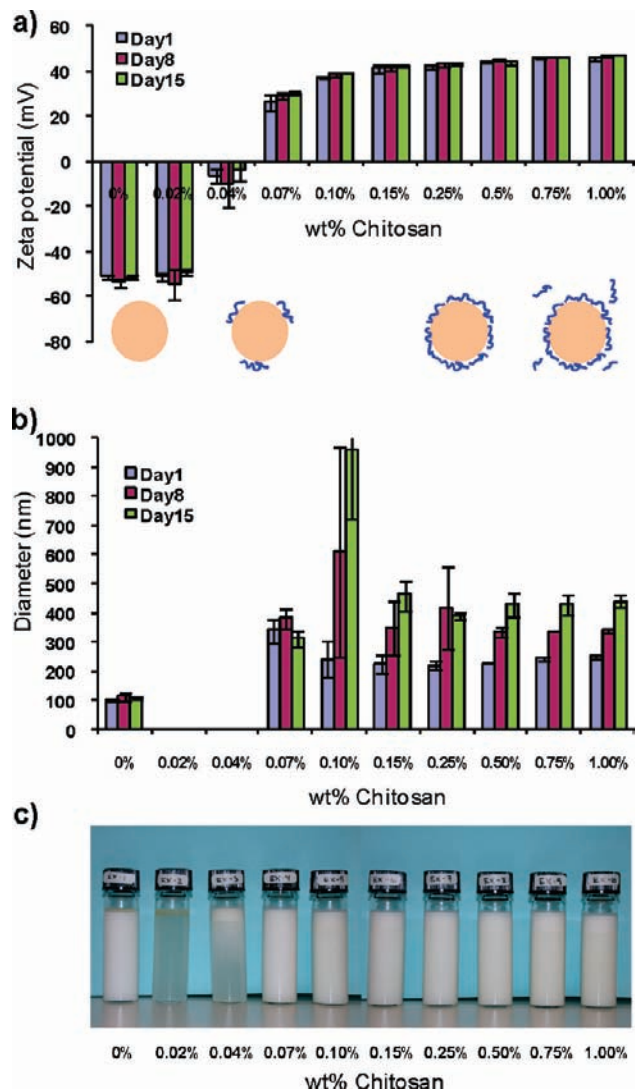 a)
Day1
Day8
Day15
Zeta potential (mV)
60
40
20
0
-20
-40
-60
-80
0% 0.02% 0.04% 0.07% 0.10% 0.15% 0.25% 0.5% 0.75% 1.00%
wt% Chitosan
b)
Day1
Day8
Day15
Diameter (nm)
1000
900
800
700
600
500
400
300
200
100
0
0% 0.02% 0.04% 0.07% 0.10% 0.15% 0.25% 0.50% 0.75% 1.00%
wt% Chitosan
c)
0% 0.02% 0.04% 0.07% 0.10% 0.15% 0.25% 0.50% 0.75% 1.00%
wt% Chitosan